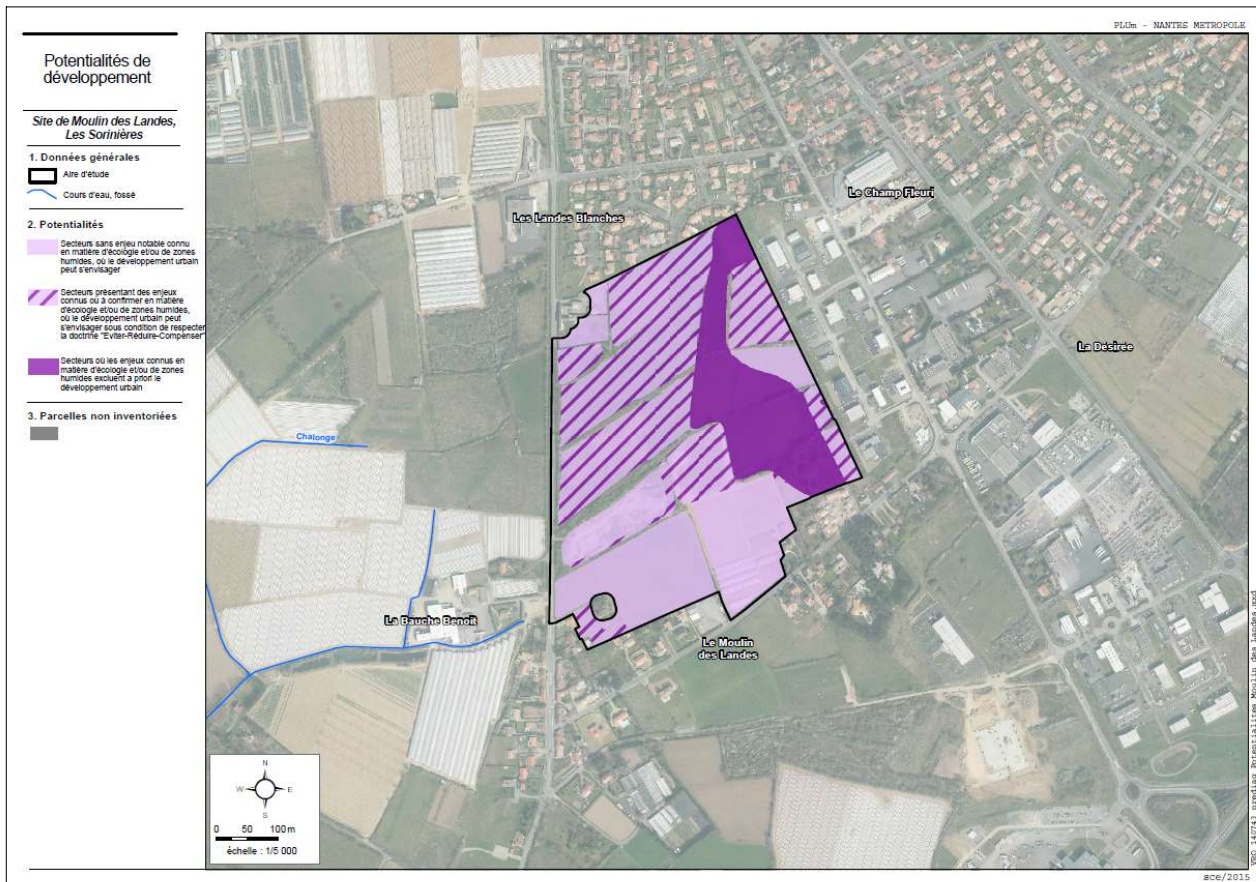 PLUm - NANTES METROPOLE
Potentialités de
développement
Site de Moulin des Landes,
Les Sorinières
1. Données générales
Aire d'étude
Cours d'eau, fossé
2. Potentialités
Secteurs sans enjeu notable connu
en matière d'écologie et/ou de zones
humides, où le développement urbain
peut s'envisager
Secteurs présentant des enjeux
connus ou à confirmer en matière
d'écologie et/ou de zones humides,
où le développement urbain peut
s'envisager sous condition de respecter
la doctrine "Eviter-Réduire-Compenser"
Secteurs où les enjeux connus en
matière d'écologie et/ou de zones
humides excluent a priori le
développement urbain
3. Parcelles non inventoriées
Le Champ Fleuri
Les Landes Blanches
La Désirée
Chalonge
La Bauche Benoît
Le Moulin
des Landes
N
W
E
S
0 50 100 m
échelle : 1/5 000
VRO_140743_prediag_Potentialites_Moulin_des_Landes.mxd
sce/2015